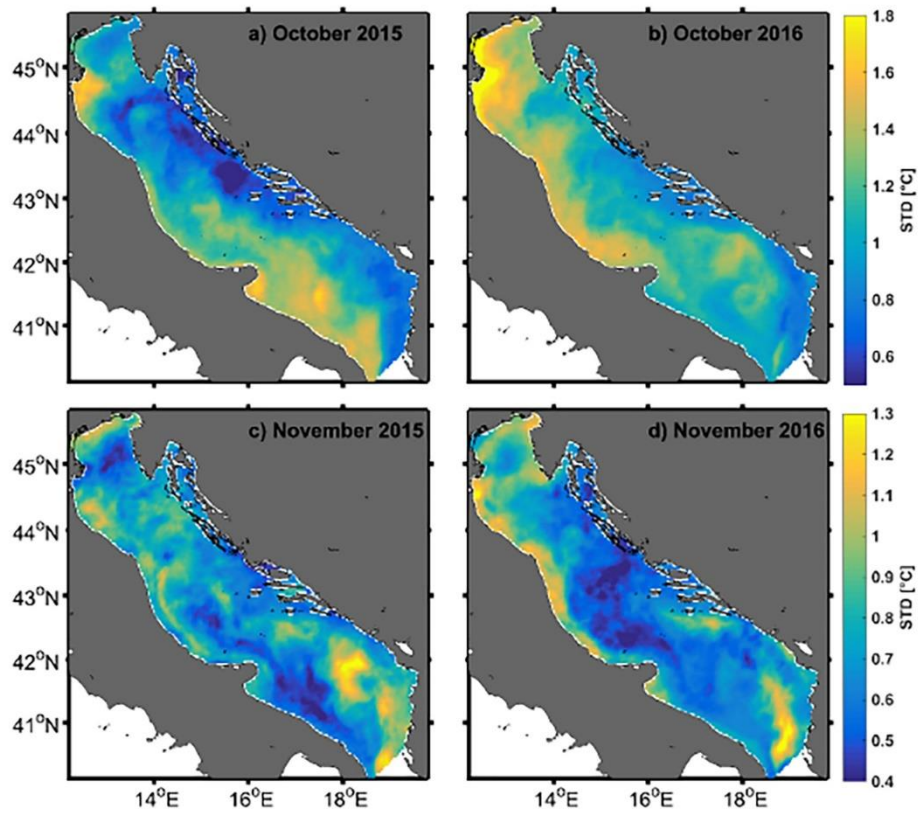 a) October 2015
b) October 2016
45°N
44°N
43°N
42°N
41°N
1.8
1.6
1.4
1.2
1
0.8
0.6
STD [°C]
c) November 2015
d) November 2016
45°N
44°N
43°N
42°N
41°N
1.3
1.2
1.1
1
0.9
0.8
0.7
0.6
0.5
0.4
STD [°C]
14°E
16°E
18°E
14°E
16°E
18°E